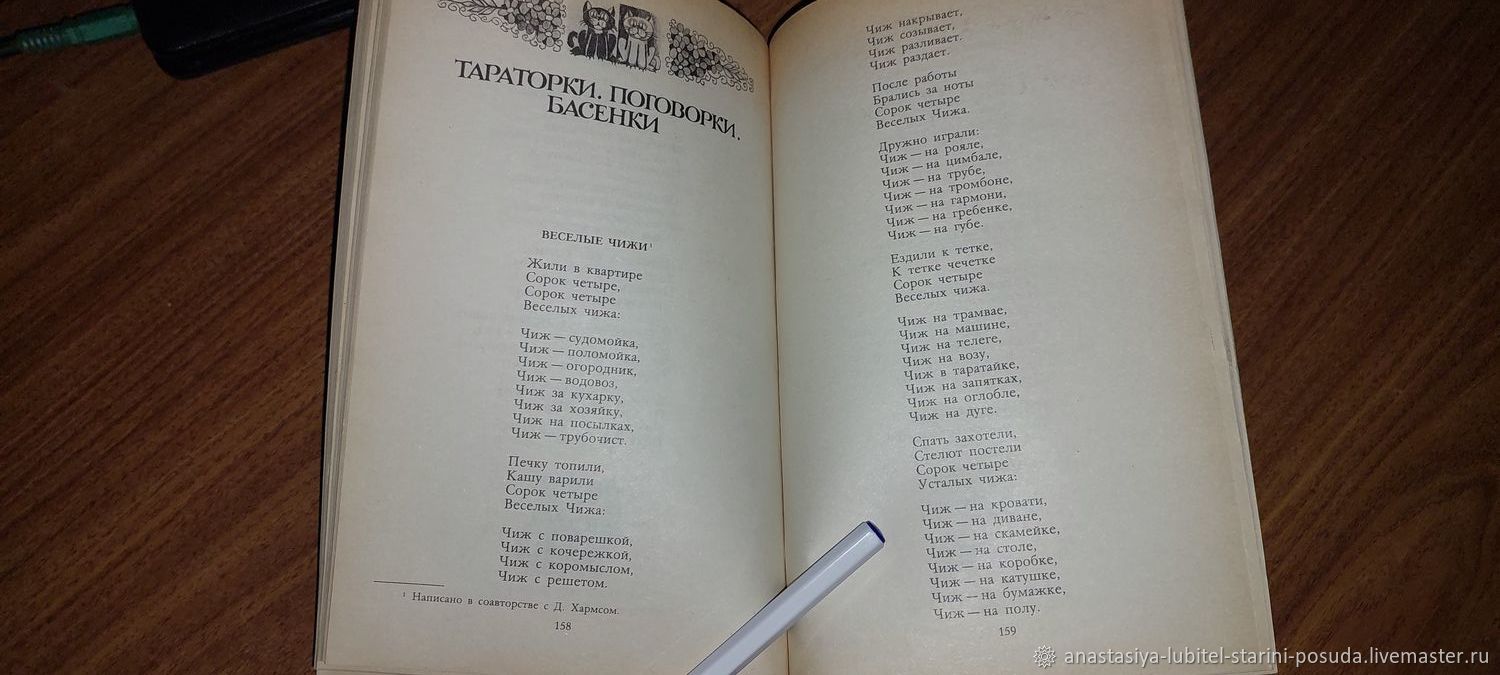 ТАРАТОРКИ. ПОГОВОРКИ.
БАСЕНКИ
ВЕСЕЛЫЕ ЧИЖИ¹
Жили в квартире
Сорок четыре,
Сорок четыре
Веселых чижа:
Чиж — судомойка,
Чиж — поломойка,
Чиж — огородник,
Чиж — водовоз,
Чиж за кухарку,
Чиж за хозяйку,
Чиж на посылках,
Чиж — трубочист.
Печку топили,
Кашу варили
Сорок четыре
Веселых Чижа:
Чиж с поварешкой,
Чиж с кочережкой,
Чиж с коромыслом,
Чиж с решетом.
¹ Написано в соавторстве с Д. Хармсом.
158
Чиж накрывает,
Чиж созывает,
Чиж разливает.
Чиж раздает.
После работы
Брались за ноты
Сорок четыре
Веселых Чижа.
Дружно играли:
Чиж — на рояле,
Чиж — на цимбале,
Чиж — на трубе,
Чиж — на тромбоне,
Чиж — на гармони,
Чиж — на гребенке,
Чиж — на губе.
Ездили к тетке,
К тетке чечетке
Сорок четыре
Веселых чижа.
Чиж на трамвае,
Чиж на машине,
Чиж на телеге,
Чиж на возу,
Чиж в таратайке,
Чиж на запятках,
Чиж на оглобле,
Чиж на дуге.
Спать захотели,
Стелют постели
Сорок четыре
Усталых чижа:
Чиж — на кровати,
Чиж — на диване,
Чиж — на скамейке,
Чиж — на столе,
Чиж — на коробке,
Чиж — на катушке,
Чиж — на бумажке,
Чиж — на полу.
159
anastasiya-lubitel-starini-posuda.livemaster.ru